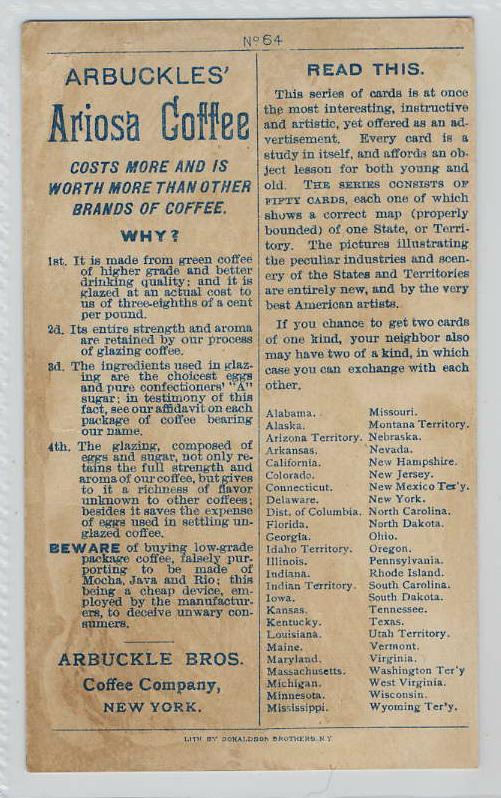 No 64
ARBUCKLES'
Ariosa Coffee
COSTS MORE AND IS
WORTH MORE THAN OTHER
BRANDS OF COFFEE.
WHY?
1st. It is made from green coffee
of higher grade and better
drinking quality; and it is
glazed at an actual cost to
us of three-eighths of a cent
per pound.
2d. Its entire strength and aroma
are retained by our process
of glazing coffee.
3d. The ingredients used in glaz-
ing are the choicest eggs
and pure confectioners' "A"
sugar; in testimony of this
fact, see our affidavit on each
package of coffee bearing
our name.
4th. The glazing, composed of
eggs and sugar, not only re-
tains the full strength and
aroma of our coffee, but gives
to it a richness of flavor
unknown to other coffees;
besides it saves the expense
of eggs used in settling un-
glazed coffee.
BEWARE of buying low-grade
package coffee, falsely pur-
porting to be made of
Mocha, Java and Rio; this
being a cheap device, em-
ployed by the manufactur-
ers, to deceive unwary con-
sumers.
ARBUCKLE BROS.
Coffee Company,
NEW YORK.
READ THIS.
This series of cards is at once
the most interesting, instructive
and artistic, yet offered as an ad-
vertisement. Every card is a
study in itself, and affords an ob-
ject lesson for both young and
old. THE SERIES CONSISTS OF
FIFTY CARDS, each one of which
shows a correct map (properly
bounded) of one State, or Terri-
tory. The pictures illustrating
the peculiar industries and scen-
ery of the States and Territories
are entirely new, and by the very
best American artists.
If you chance to get two cards
of one kind, your neighbor also
may have two of a kind, in which
case you can exchange with each
other.
Alabama.
Alaska.
Arizona Territory.
Arkansas.
California.
Colorado.
Connecticut.
Delaware.
Dist. of Columbia.
Florida.
Georgia.
Idaho Territory.
Illinois.
Indiana.
Indian Territory.
Iowa.
Kansas.
Kentucky.
Louisiana.
Maine.
Maryland.
Massachusetts.
Michigan.
Minnesota.
Mississippi.
Missouri.
Montana Territory.
Nebraska.
Nevada.
New Hampshire.
New Jersey.
New Mexico Ter'y.
New York.
North Carolina.
North Dakota.
Ohio.
Oregon.
Pennsylvania.
Rhode Island.
South Carolina.
South Dakota.
Tennessee.
Texas.
Utah Territory.
Vermont.
Virginia.
Washington Ter'y
West Virginia.
Wisconsin.
Wyoming Ter'y.
LITH. BY DONALDSON BROTHERS. N.Y.